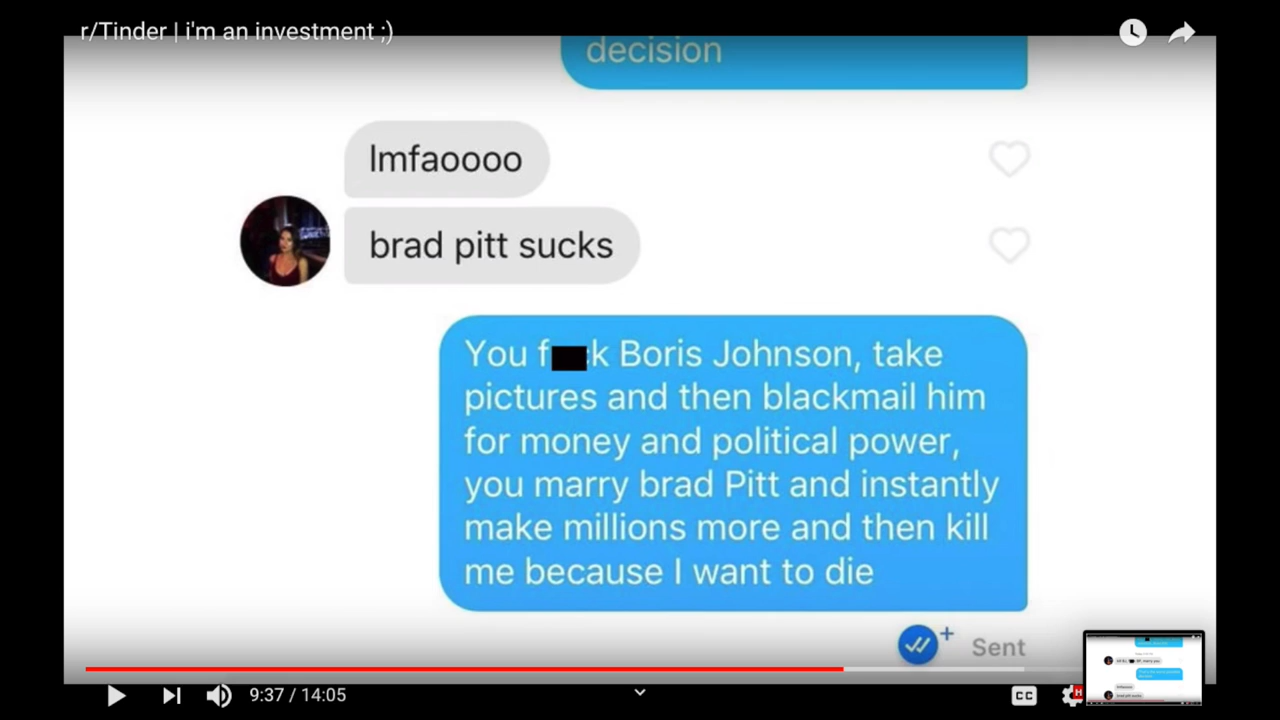 r/Tinder | i'm an investment ;)
decision
lmfaoooo
brad pitt sucks
You f k Boris Johnson, take
pictures and then blackmail him
for money and political power,
you marry brad Pitt and instantly
make millions more and then kill
me because I want to die
Sent
9:37 / 14:05
CC